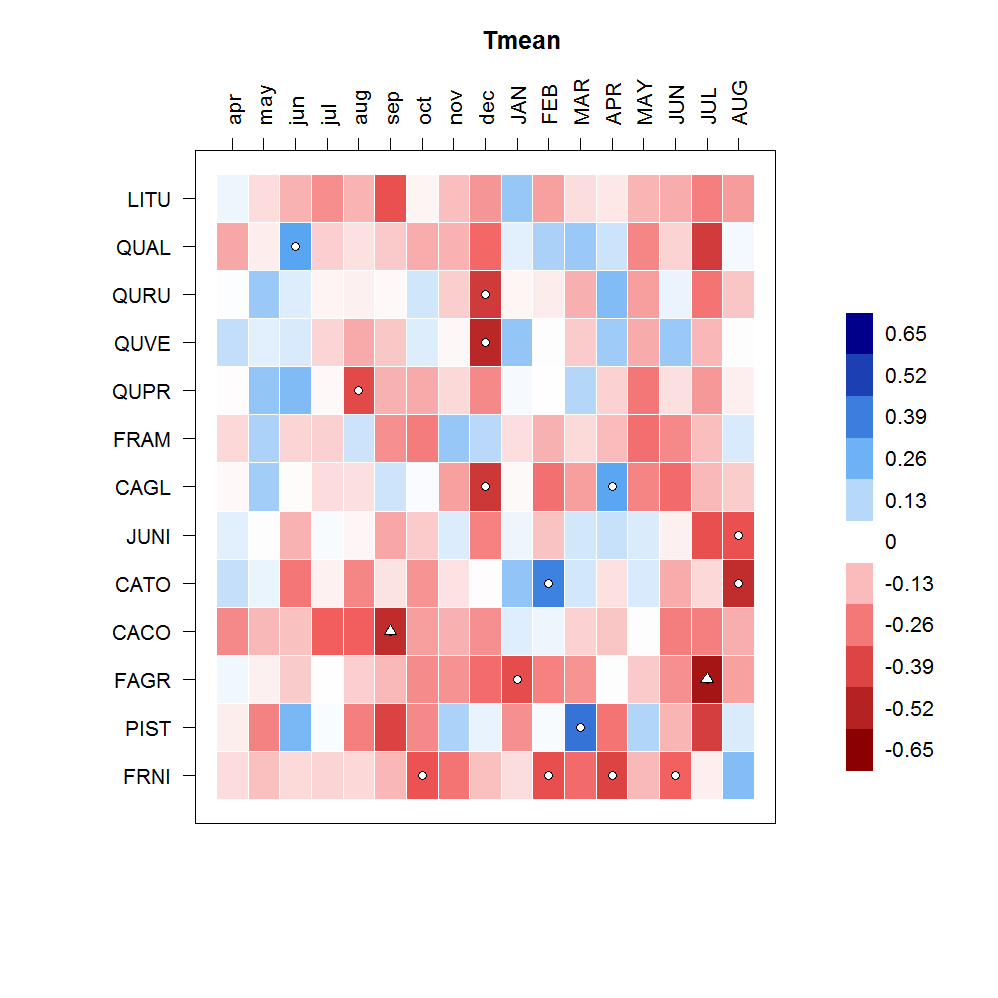 Tmean
apr may jun jul aug sep oct nov dec JAN FEB MAR APR MAY JUN JUL AUG
LITU
QUAL
QURU
QUVE
QUPR
FRAM
CAGL
JUNI
CATO
CACO
FAGR
PIST
FRNI
0.65
0.52
0.39
0.26
0.13
0
-0.13
-0.26
-0.39
-0.52
-0.65